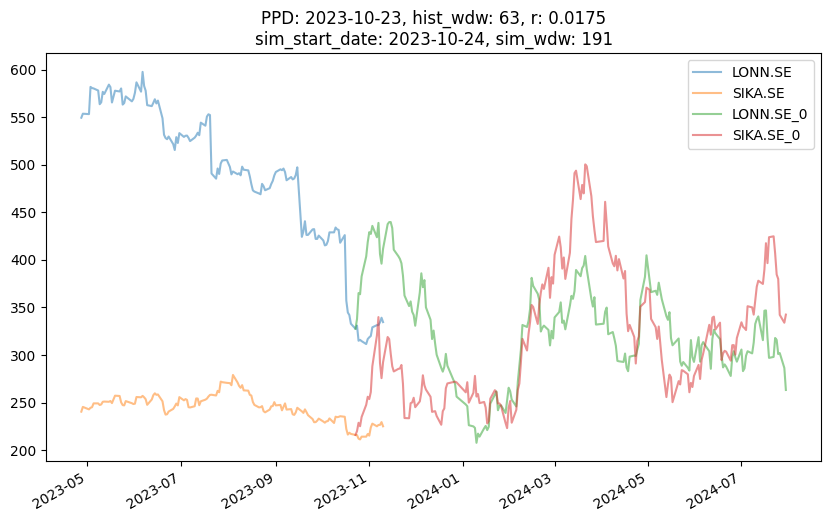 PPD: 2023-10-23, hist_wdw: 63, r: 0.0175
sim_start_date: 2023-10-24, sim_wdw: 191
600
550
500
450
400
350
300
250
200
LONN.SE
SIKA.SE
LONN.SE_0
SIKA.SE_0
2023-05
2023-07
2023-09
2023-11
2024-01
2024-03
2024-05
2024-07